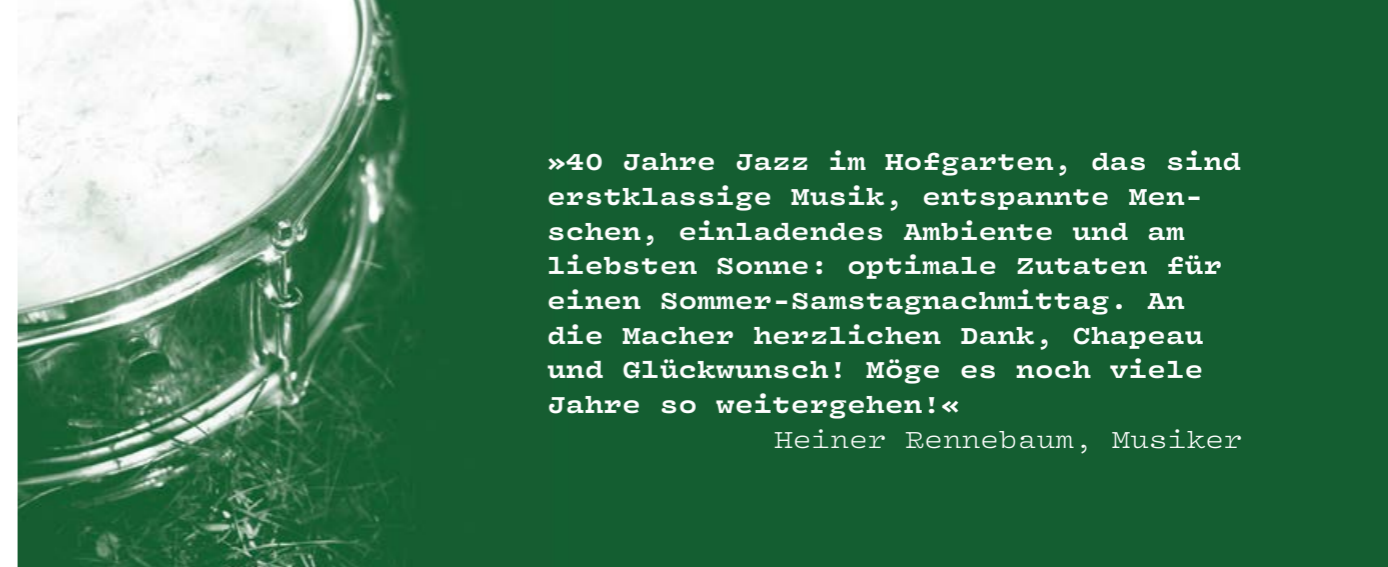 »40 Jahre Jazz im Hofgarten, das sind
erstklassige Musik, entspannte Men-
schen, einladendes Ambiente und am
liebsten Sonne: optimale Zutaten für
einen Sommer-Samstagnachmittag. An
die Macher herzlichen Dank, Chapeau
und Glückwunsch! Möge es noch viele
Jahre so weitergehen!«
Heiner Rennebaum, Musiker